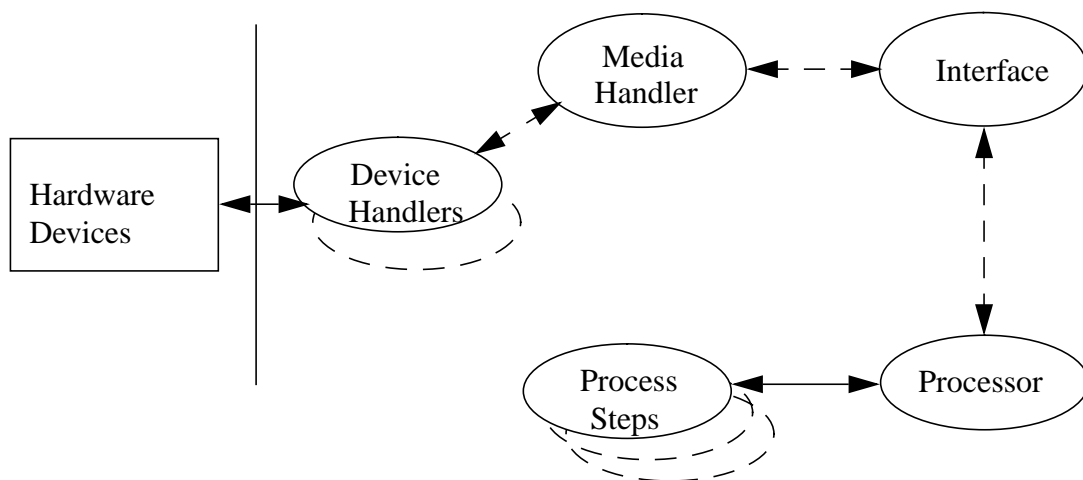 Hardware
Devices
Device
Handlers
Media
Handler
Interface
Process
Steps
Processor